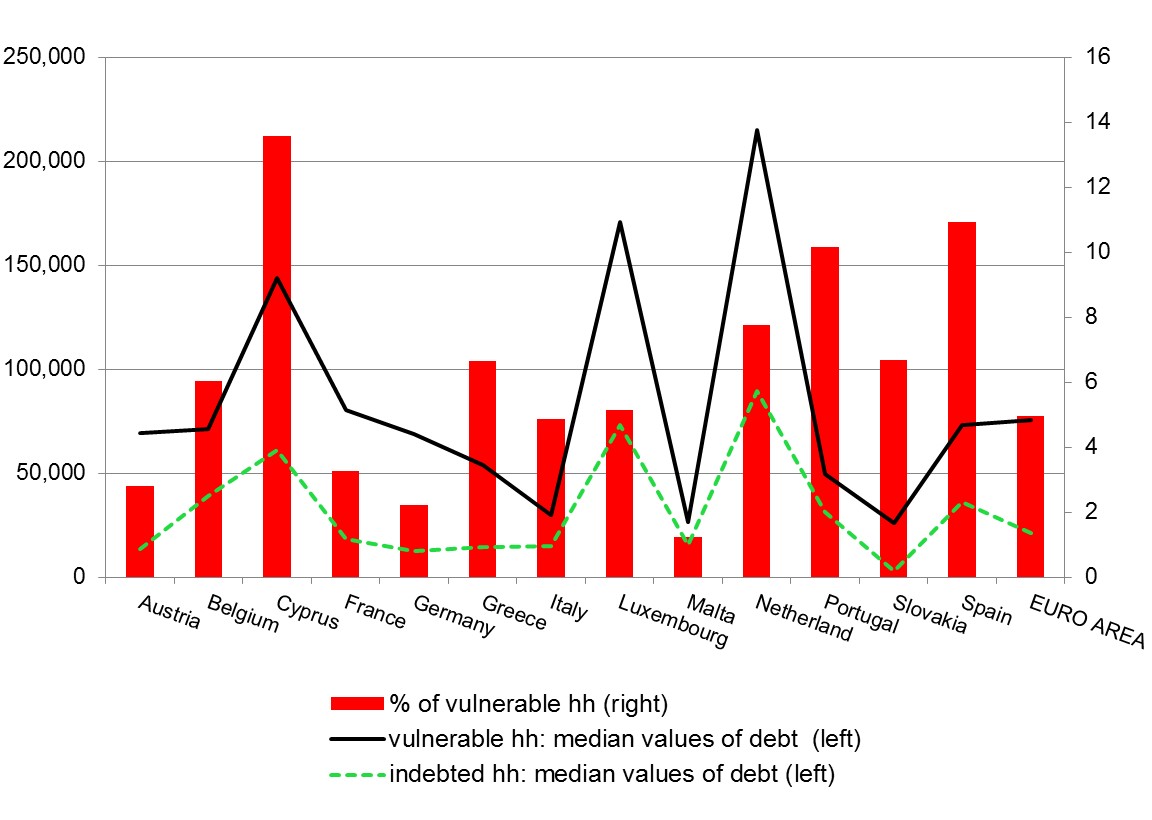 250,000
200,000
150,000
100,000
50,000
0
16
14
12
10
8
6
4
2
0
Austria
Belgium
Cyprus
France
Germany
Greece
Italy
Luxembourg
Malta
Netherland
Portugal
Slovakia
Spain
EURO AREA
% of vulnerable hh (right)
vulnerable hh: median values of debt (left)
indebted hh: median values of debt (left)